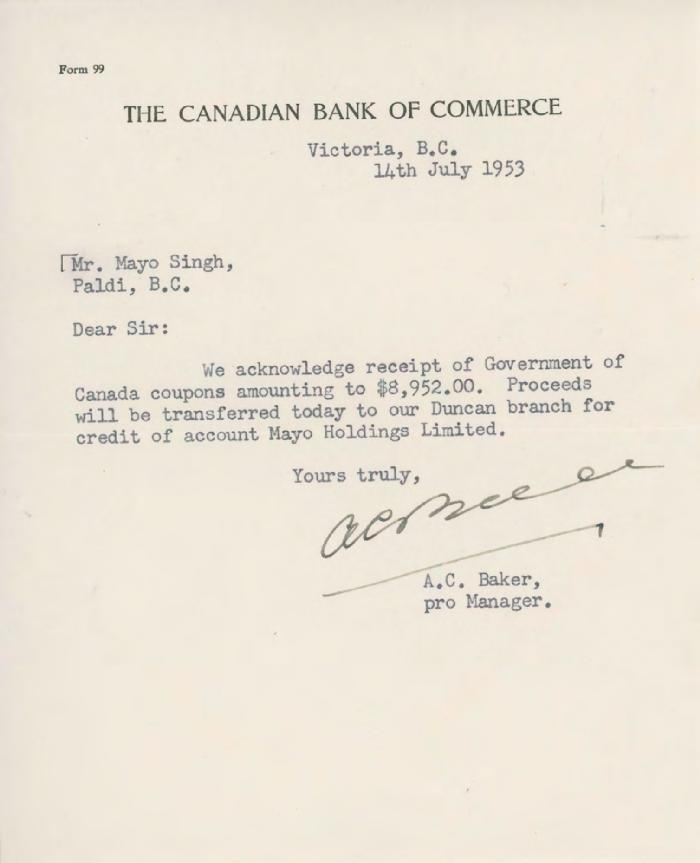 Form 99
THE CANADIAN BANK OF COMMERCE
Victoria, B.C.
14th July 1953
Mr. Mayo Singh,
Paldi, B.C.
Dear Sir:
We acknowledge receipt of Government of
Canada coupons amounting to $8,952.00. Proceeds
will be transferred today to our Duncan branch for
credit of account Mayo Holdings Limited.
Yours truly,
A.C. Baker,
pro Manager.